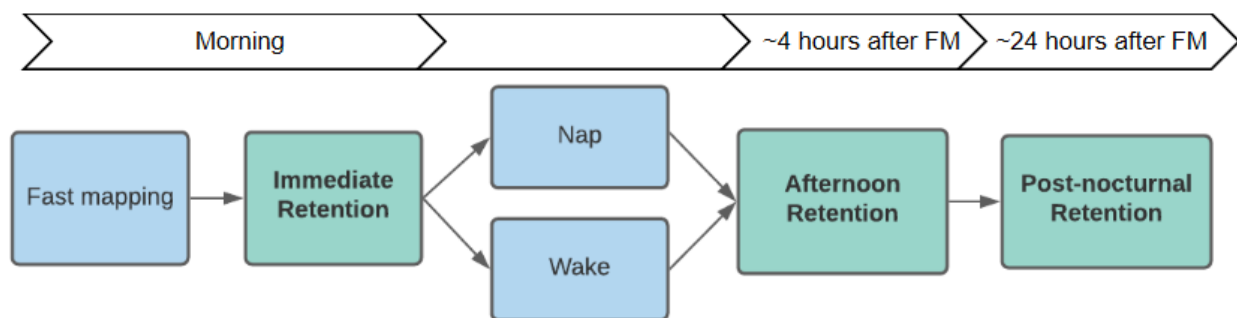 Morning
~4 hours after FM
~24 hours after FM
Fast mapping
Immediate
Retention
Nap
Wake
Afternoon
Retention
Post-nocturnal
Retention